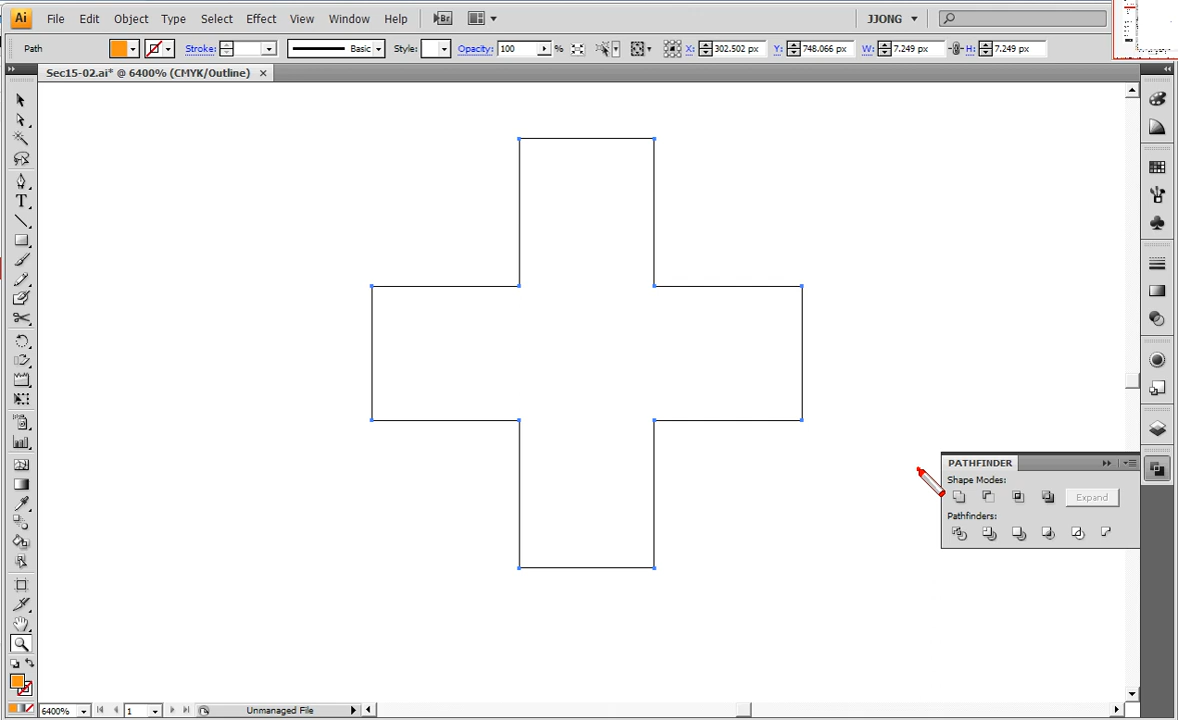 Ai File Edit Object Type Select Effect View Window Help Br JJONG
Path Stroke: Basic Style: Opacity: 100 % X: 302.502 px Y: 748.066 px W: 7.249 px H: 7.249 px
Sec15-02.ai* @ 6400% (CMYK/Outline)
PATHFINDER
Shape Modes:
Expand
Pathfinders:
T
6400% 1 Unmanaged File